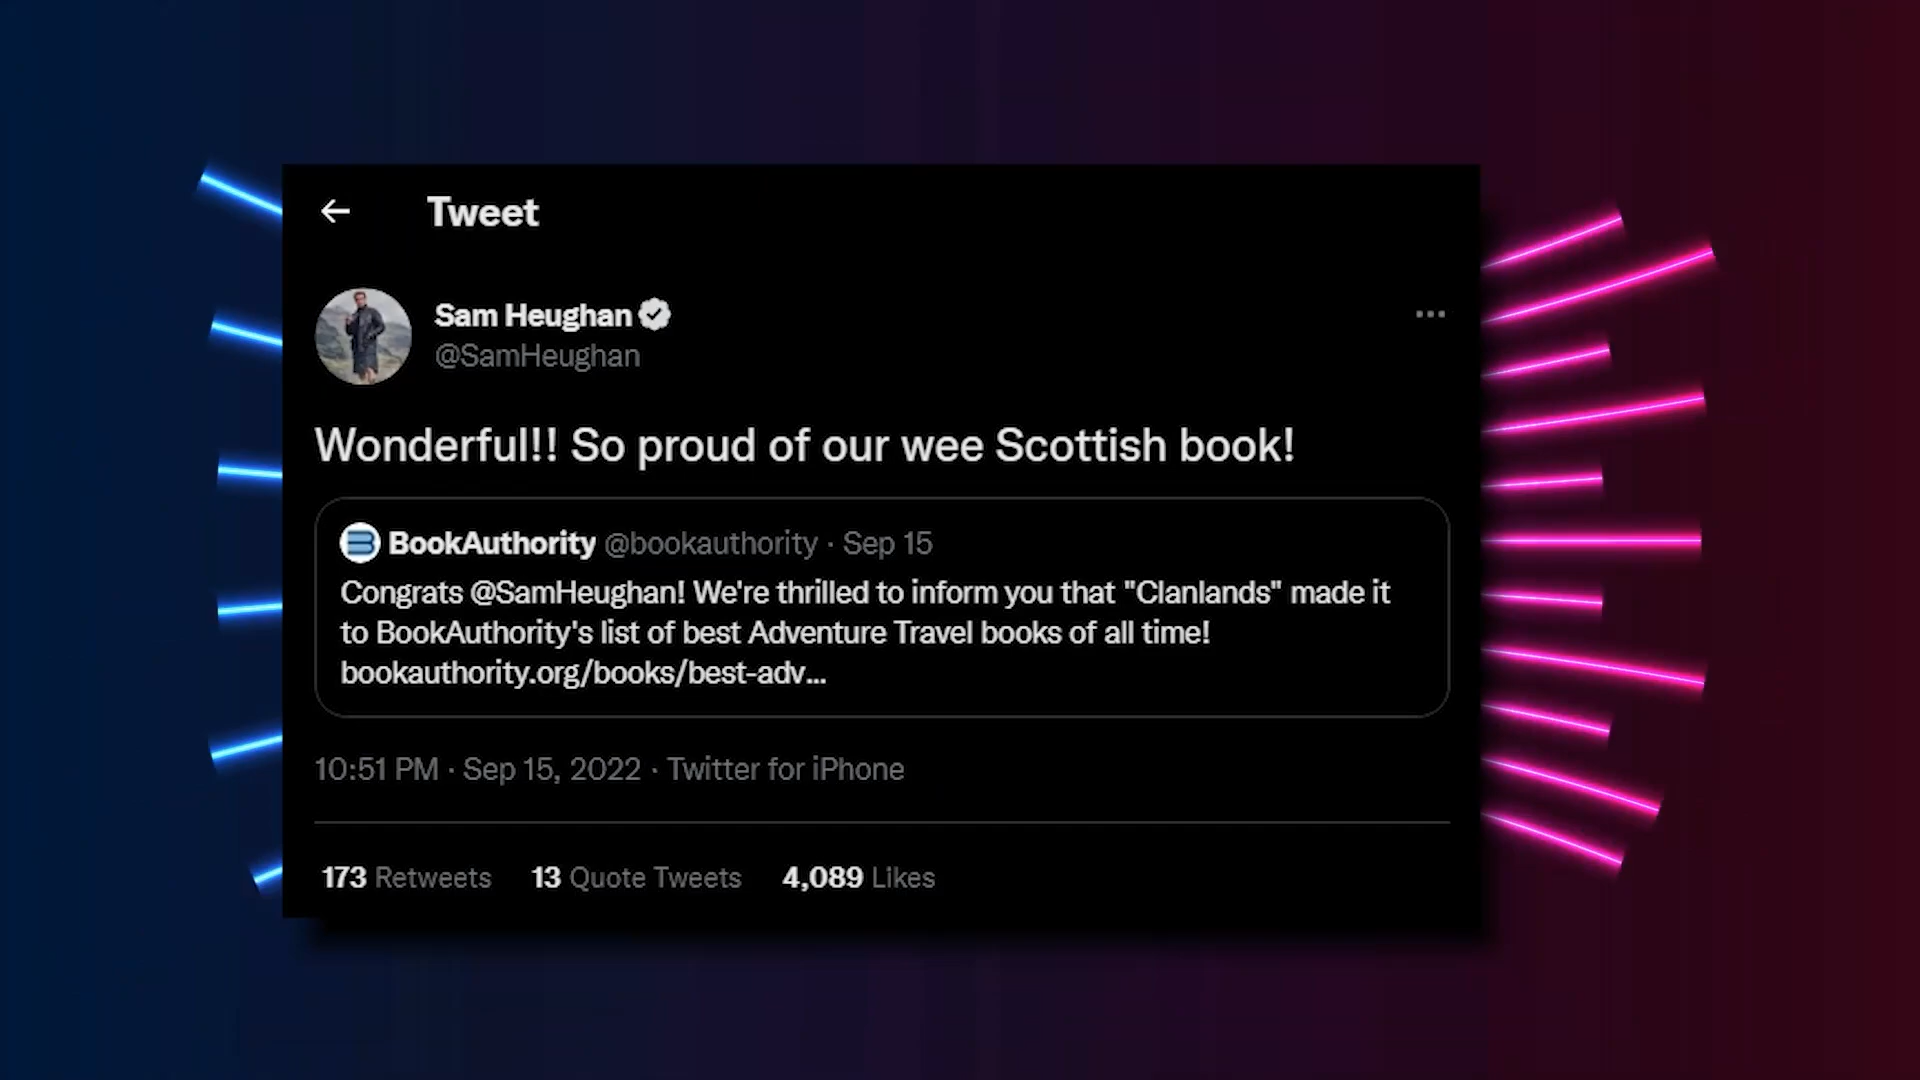 Tweet
Sam Heughan
@SamHeughan
Wonderful!! So proud of our wee Scottish book!
BookAuthority @bookauthority · Sep 15
Congrats @SamHeughan! We're thrilled to inform you that "Clanlands" made it
to BookAuthority's list of best Adventure Travel books of all time!
bookauthority.org/books/best-adv...
10:51 PM · Sep 15, 2022 · Twitter for iPhone
173 Retweets 13 Quote Tweets 4,089 Likes